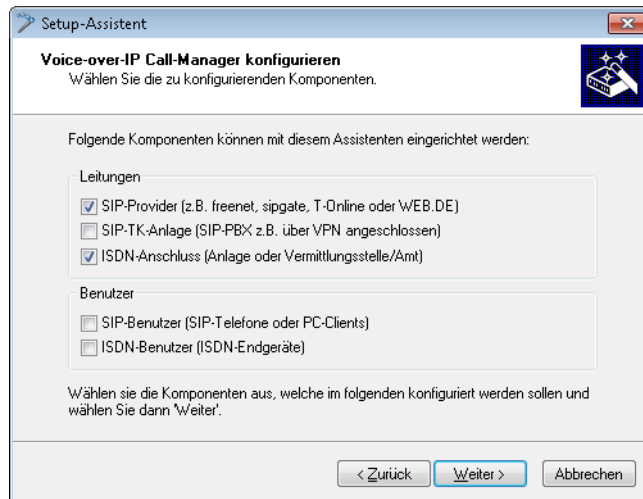 Setup-Assistent
Voice-over-IP Call-Manager konfigurieren
Wählen Sie die zu konfigurierenden Komponenten.
Folgende Komponenten können mit diesem Assistenten eingerichtet werden:
Leitungen
SIP-Provider (z.B. freenet, sipgate, T-Online oder WEB.DE)
SIP-TK-Anlage (SIP-PBX z.B. über VPN angeschlossen)
ISDN-Anschluss (Anlage oder Vermittlungsstelle/Amt)
Benutzer
SIP-Benutzer (SIP-Telefone oder PC-Clients)
ISDN-Benutzer (ISDN-Endgeräte)
Wählen sie die Komponenten aus, welche im folgenden konfiguriert werden sollen und
wählen Sie dann 'Weiter'.
< Zurück Weiter > Abbrechen